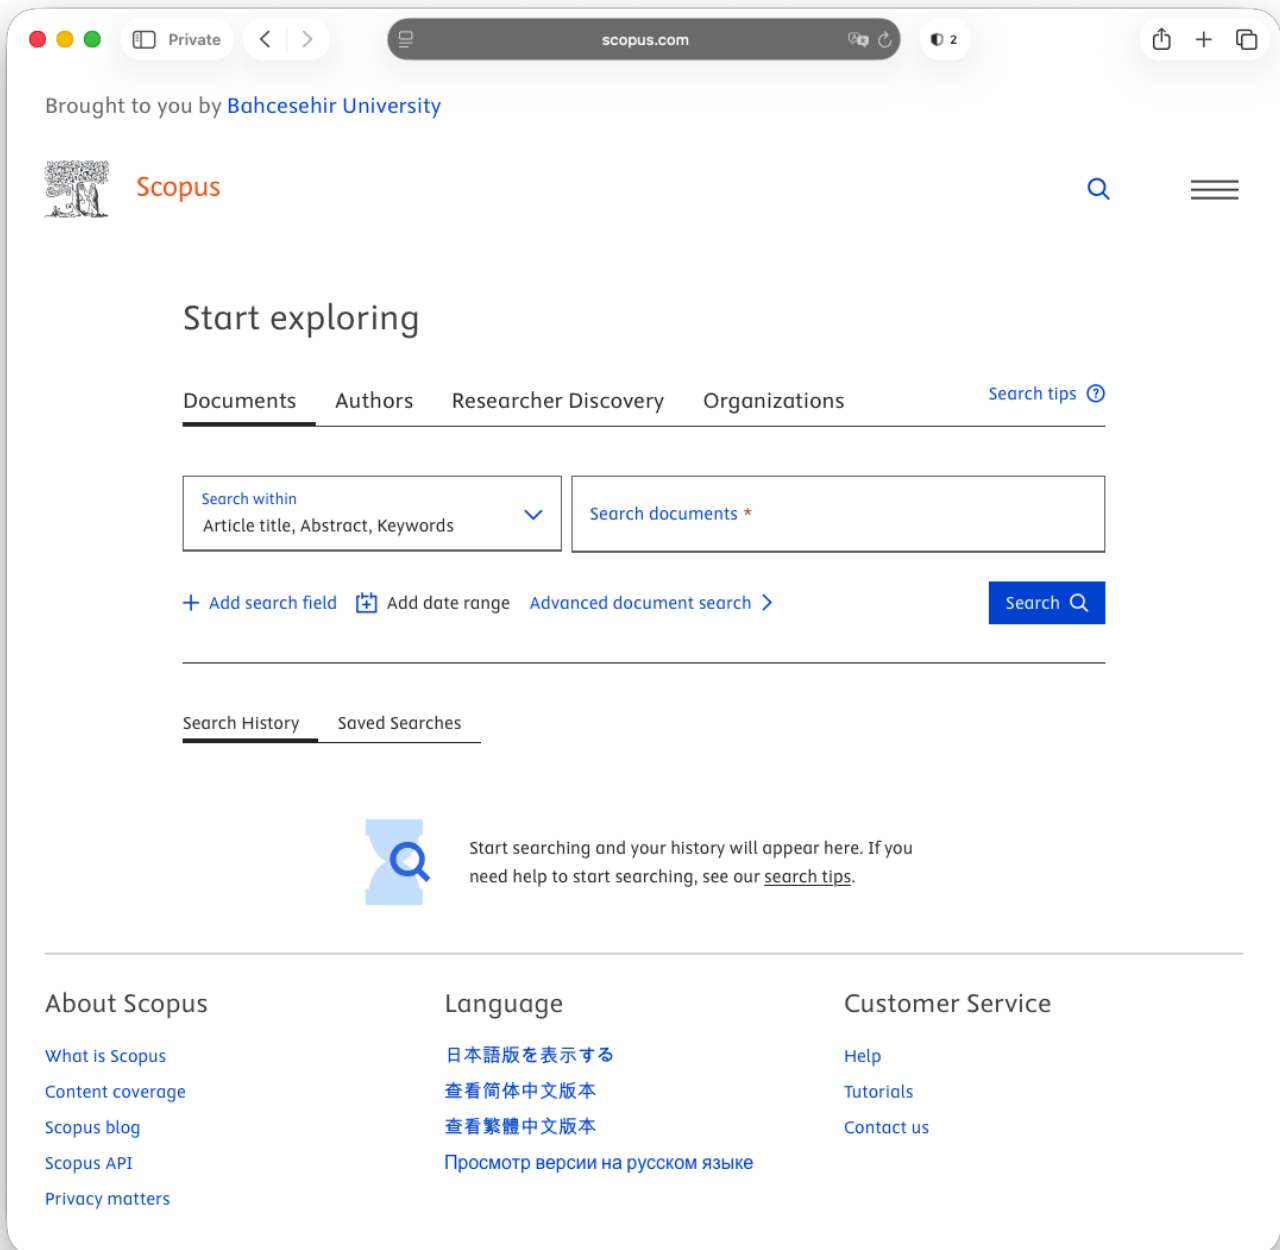 Private
scopus.com
2
Brought to you by Bahcesehir University
Scopus
Start exploring
Documents Authors Researcher Discovery Organizations Search tips
Search within
Article title, Abstract, Keywords
Search documents *
Add search field Add date range Advanced document search Search
Search History Saved Searches
Start searching and your history will appear here. If you
need help to start searching, see our search tips.
About Scopus
What is Scopus
Content coverage
Scopus blog
Scopus API
Privacy matters
Language
日本語版を表示する
查看简体中文版本
查看繁體中文版本
Просмотр версии на русском языке
Customer Service
Help
Tutorials
Contact us